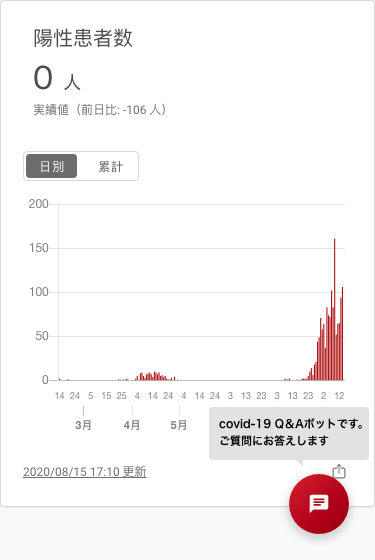 陽性患者数
0 人
実績値（前日比: -106 人）
日別 累計
200
150
100
50
0
14 24 5 15 25 4 14 24 4 14 24 3 13 23 3 13 23 2 12
3月 4月 5月
covid-19 Q&Aボットです。
ご質問にお答えします
2020/08/15 17:10 更新